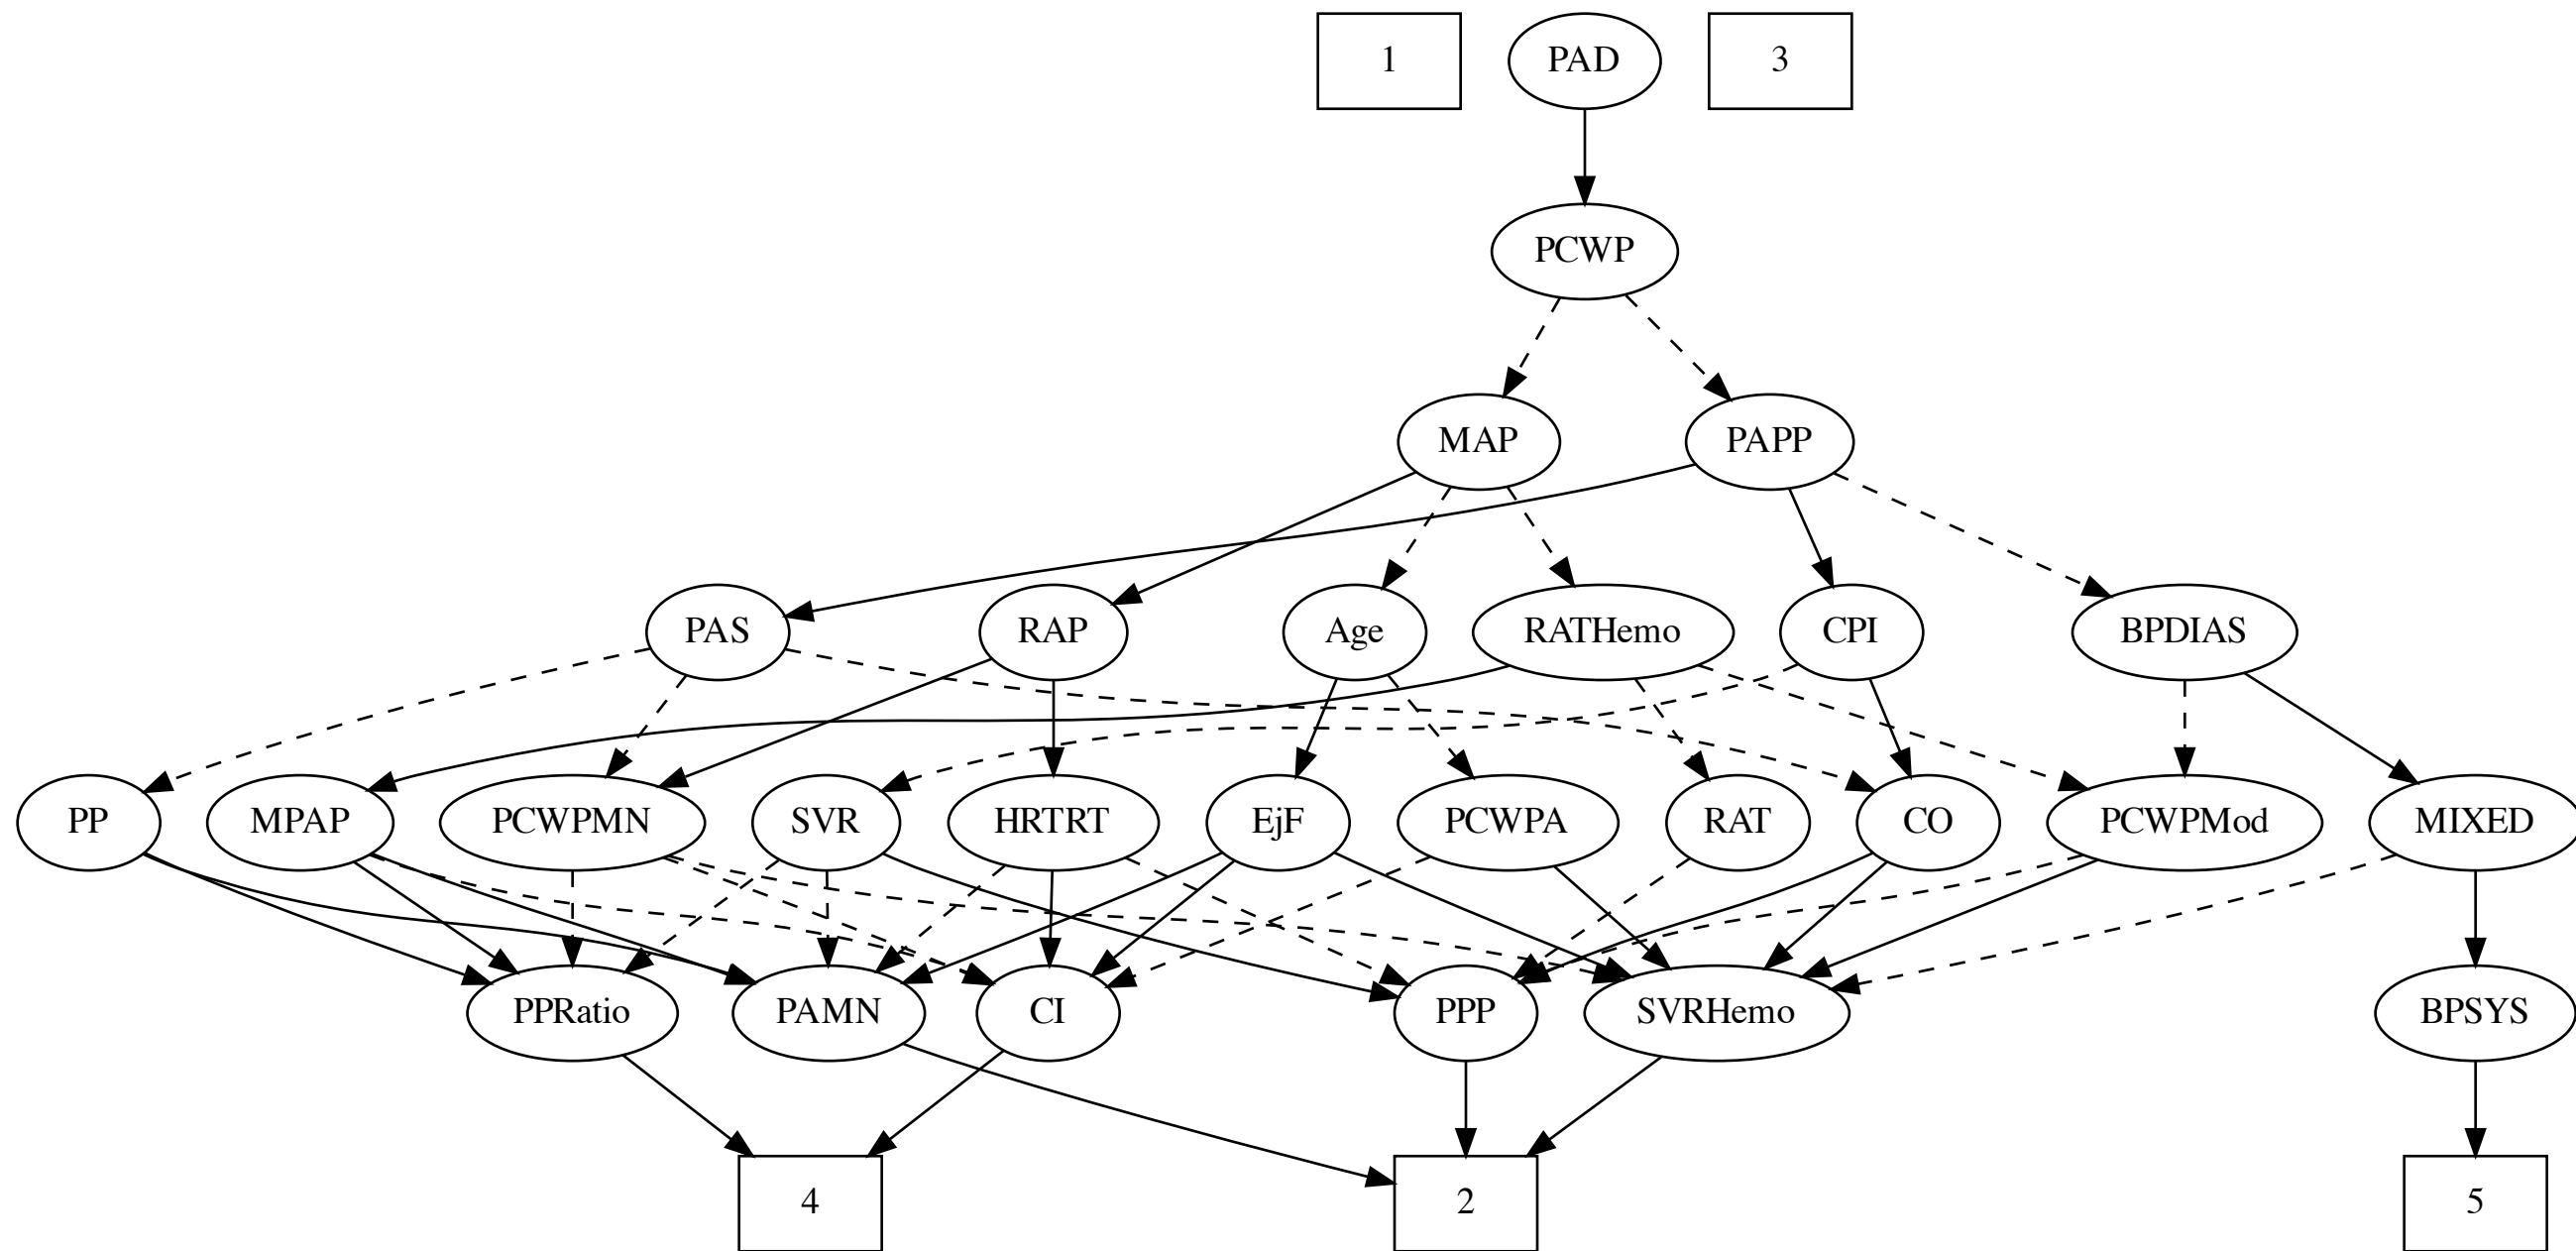 1
PAD
3
PCWP
MAP
PAPP
PAS
RAP
Age
RATHemo
CPI
BPDIAS
PP
MPAP
PCWPMN
SVR
HRTRT
EjF
PCWPA
RAT
CO
PCWPMod
MIXED
PPRatio
PAMN
CI
PPP
SVRHemo
BPSYS
4
2
5